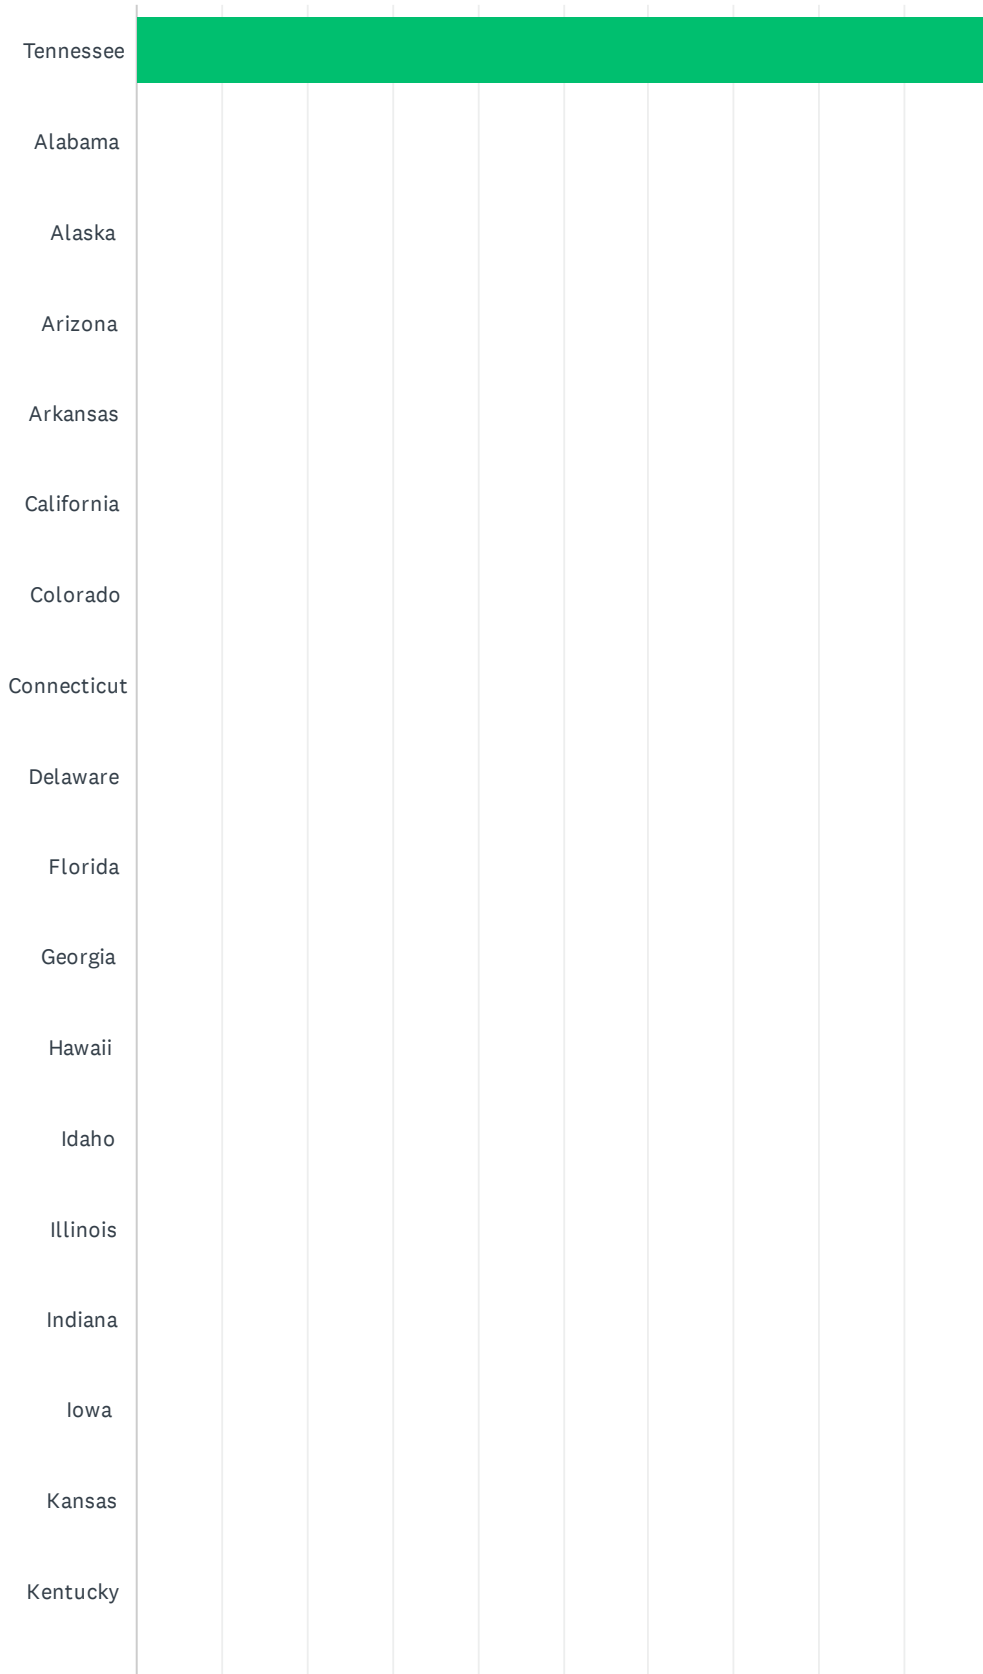 Tennessee
Alabama
Alaska
Arizona
Arkansas
California
Colorado
Connecticut
Delaware
Florida
Georgia
Hawaii
Idaho
Illinois
Indiana
Iowa
Kansas
Kentucky